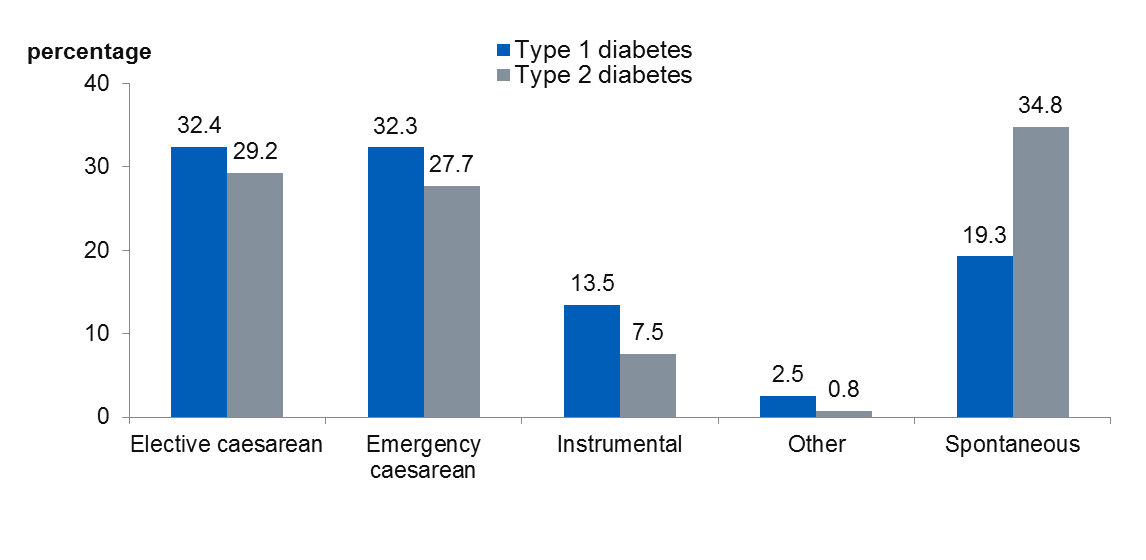 percentage
Type 1 diabetes
Type 2 diabetes
40
30
20
10
0
32.4
29.2
32.3
27.7
13.5
7.5
2.5
0.8
19.3
34.8
Elective caesarean
Emergency
caesarean
Instrumental
Other
Spontaneous